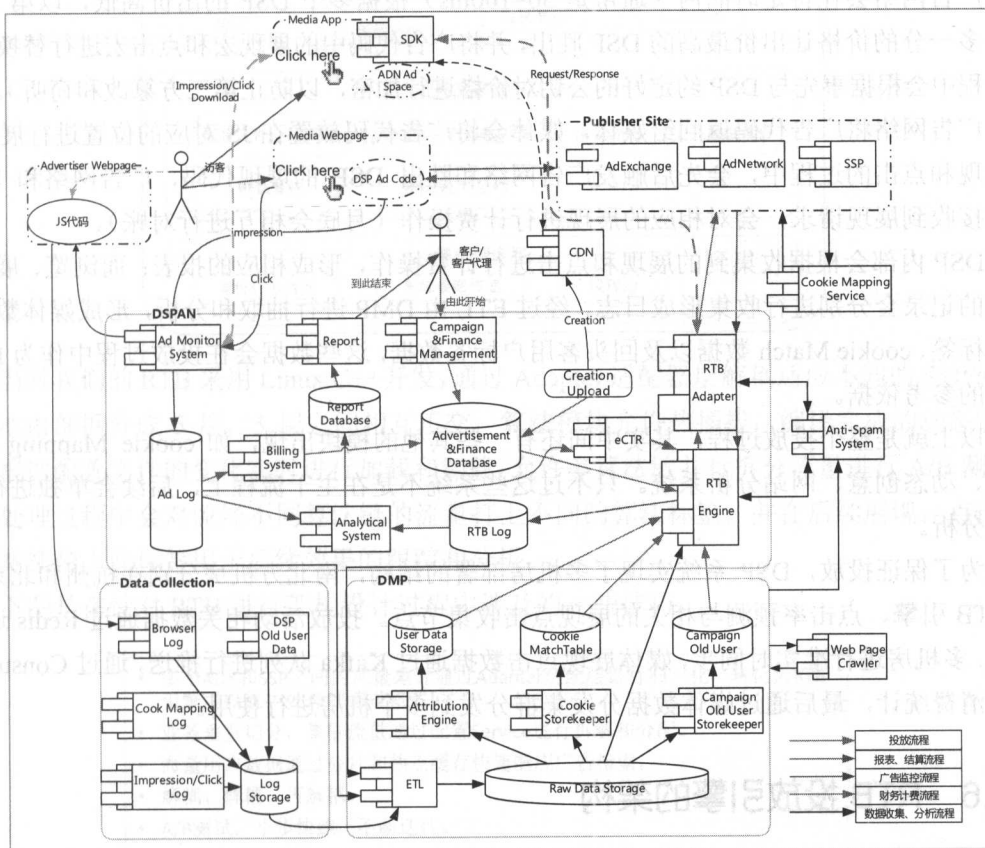 Media App
SDK
Click here
ADN Ad
Space
Request/Response
Impression/Click
Download
Publisher Site
Media Webpage
Advertiser Webpage
访客
Click here
DSP Ad Code
AdExchange
AdNetwork
SSP
JS代码
Impression
客户/
客户代理
CDN
Cookie Mapping
Service
Click
到此结束
由此开始
DSPAN
Ad Monitor
System
Report
Campaign
&Finance
Management
Creation
RTB
Adapter
Creation
Upload
Report
Database
Billing
System
Advertisement
&Finance
Database
eCTR
Anti-Spam
System
Ad Log
RTB
Engine
Analytical
System
RTB Log
Data Collection
DMP
Browser
Log
DSP
Old User
Data
User Data
Storage
Cookie
MatchTable
Campaign
Old User
Web Page
Crawler
Cook Mapping
Log
Attribution
Engine
Cookie
Storekeeper
Campaign
Old User
Storekeeper
Impression/Click
Log
Log
Storage
ETL
Raw Data Storage
投放流程
报表、结算流程
广告监控流程
财务计费流程
数据收集、分析流程